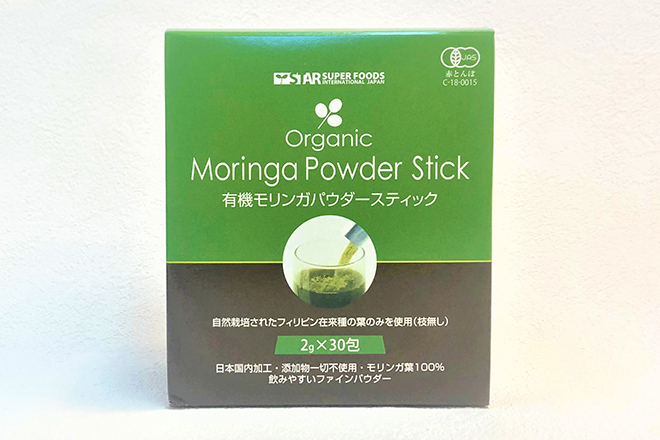 STAR SUPER FOODS
INTERNATIONAL JAPAN
JAS
赤とんぼ
C-18-0015
Organic
Moringa Powder Stick
有機モリンガパウダースティック
自然栽培されたフィリピン在来種の葉のみを使用(枝無し)
2g×30包
日本国内加工・添加物一切不使用・モリンガ葉100%
飲みやすいファインパウダー